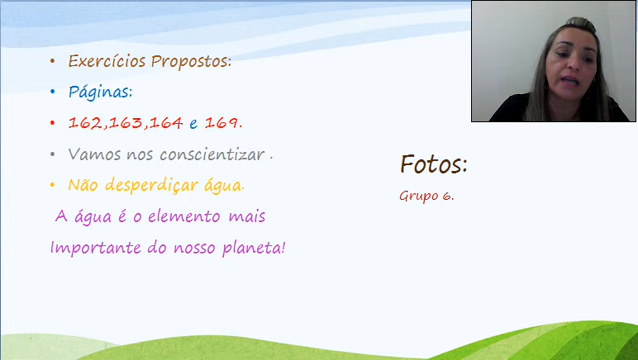 Exercícios Propostos:
Páginas:
162,163,164 e 169.
Vamos nos conscientizar .
Não desperdiçar água.
A água é o elemento mais
Importante do nosso planeta!
Fotos:
Grupo 6.